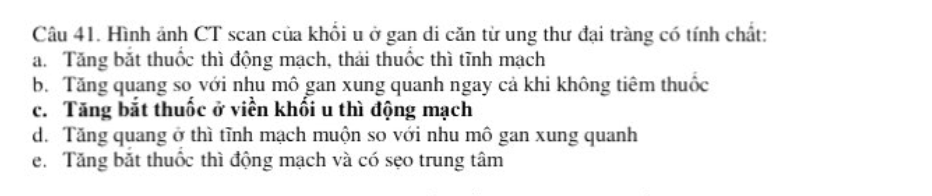 Câu 41. Hình ảnh CT scan của khối u ở gan di căn từ ung thư đại tràng có tính chất:
a. Tăng bắt thuốc thì động mạch, thải thuốc thì tĩnh mạch
b. Tăng quang so với nhu mô gan xung quanh ngay cả khi không tiêm thuốc
c. Tăng bắt thuốc ở viền khối u thì động mạch
d. Tăng quang ở thì tĩnh mạch muộn so với nhu mô gan xung quanh
e. Tăng bắt thuốc thì động mạch và có sẹo trung tâm